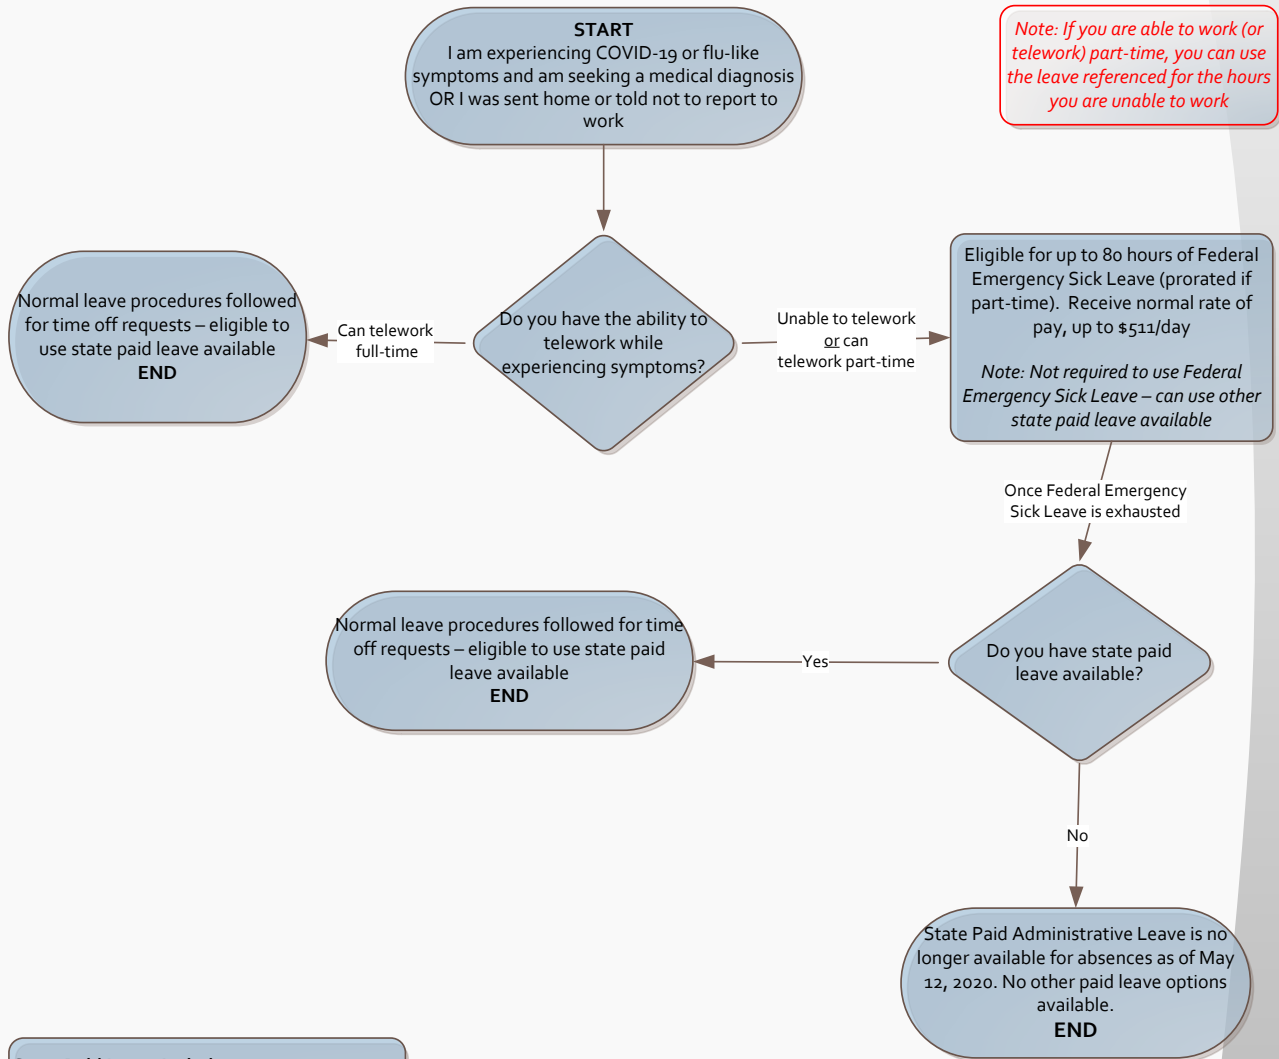 START
I am experiencing COVID-19 or flu-like
symptoms and am seeking a medical diagnosis
OR I was sent home or told not to report to
work
Note: If you are able to work (or
telework) part-time, you can use
the leave referenced for the hours
you are unable to work
Normal leave procedures followed
for time off requests – eligible to
use state paid leave available
END
Can telework
full-time
Do you have the ability to
telework while
experiencing symptoms?
Unable to telework
or can
telework part-time
Eligible for up to 80 hours of Federal
Emergency Sick Leave (prorated if
part-time). Receive normal rate of
pay, up to $511/day
Note: Not required to use Federal
Emergency Sick Leave – can use other
state paid leave available
Once Federal Emergency
Sick Leave is exhausted
Normal leave procedures followed for time
off requests – eligible to use state paid
leave available
END
Yes
Do you have state paid
leave available?
No
State Paid Administrative Leave is no
longer available for absences as of May
12, 2020. No other paid leave options
available.
END